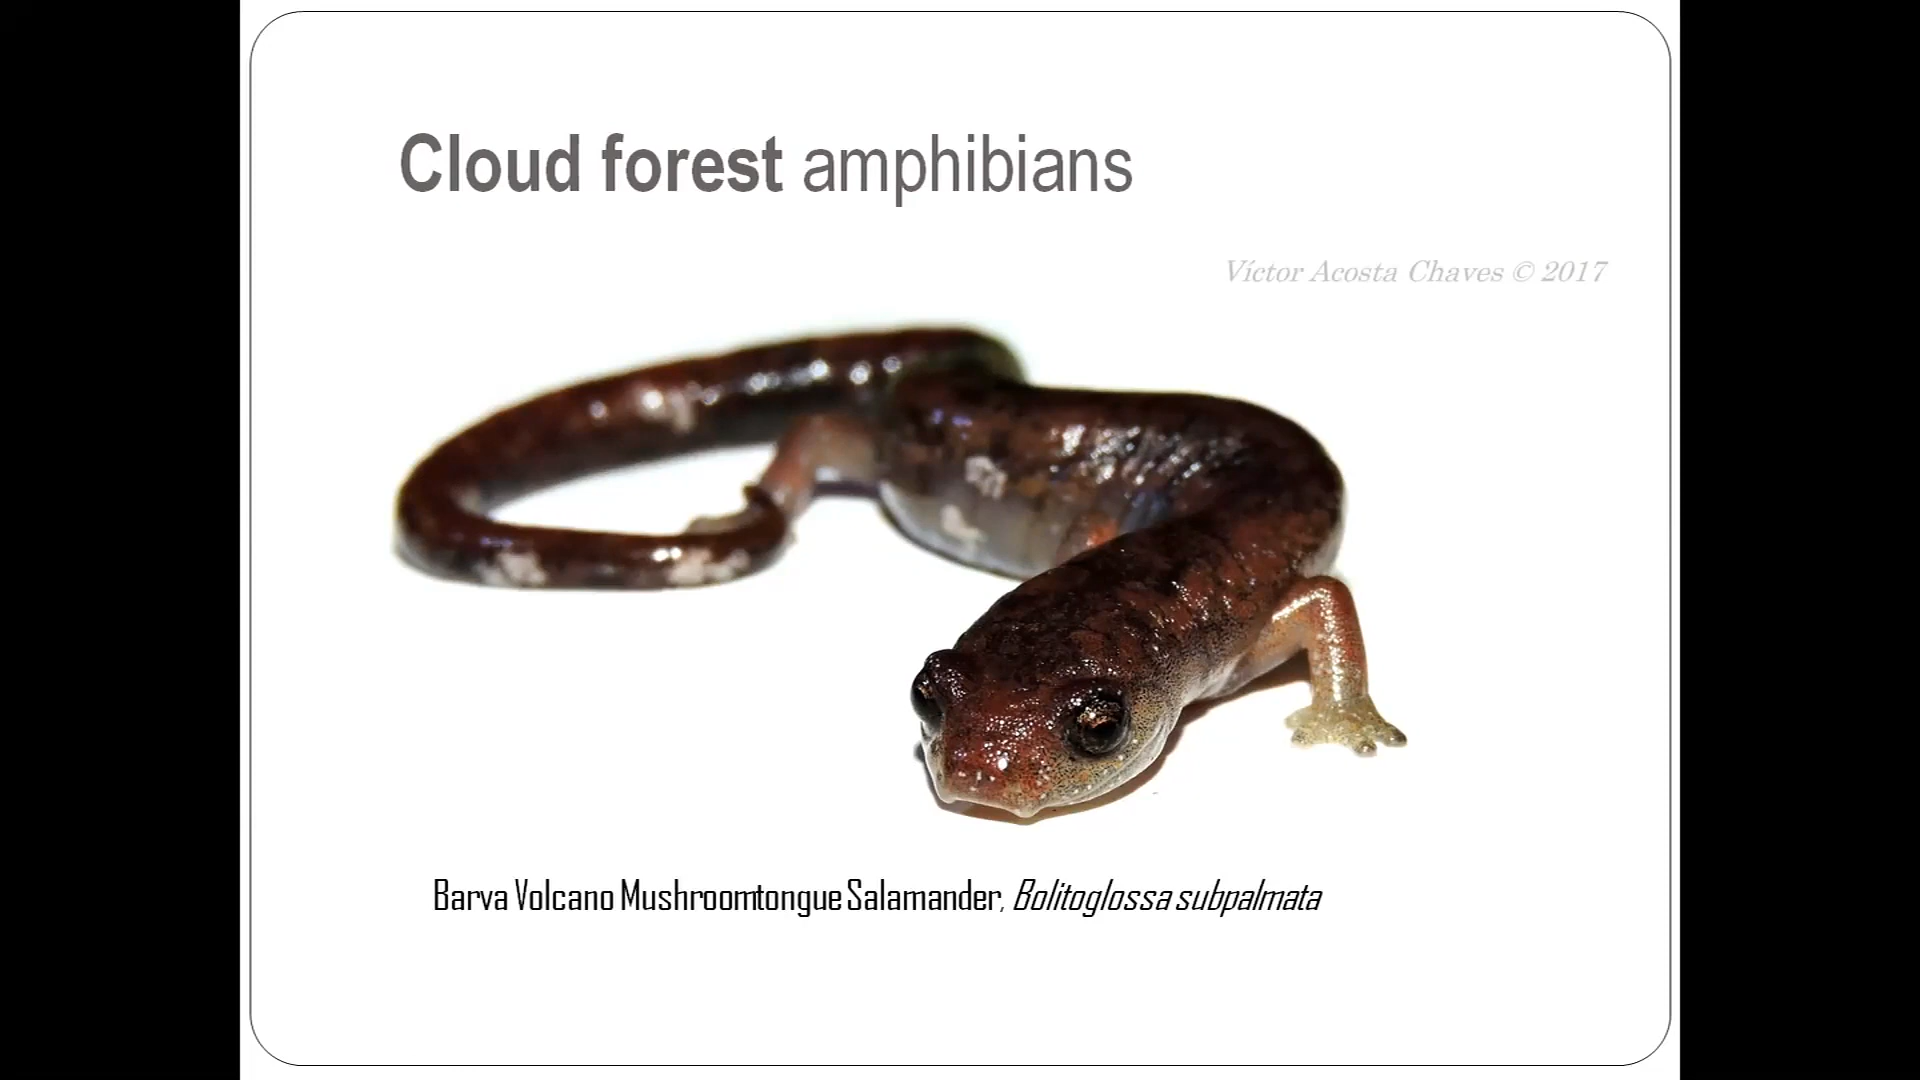 Cloud forest amphibians
Víctor Acosta Chaves © 2017
Barva Volcano Mushroomtongue Salamander, Bolitoglossa subpalmata